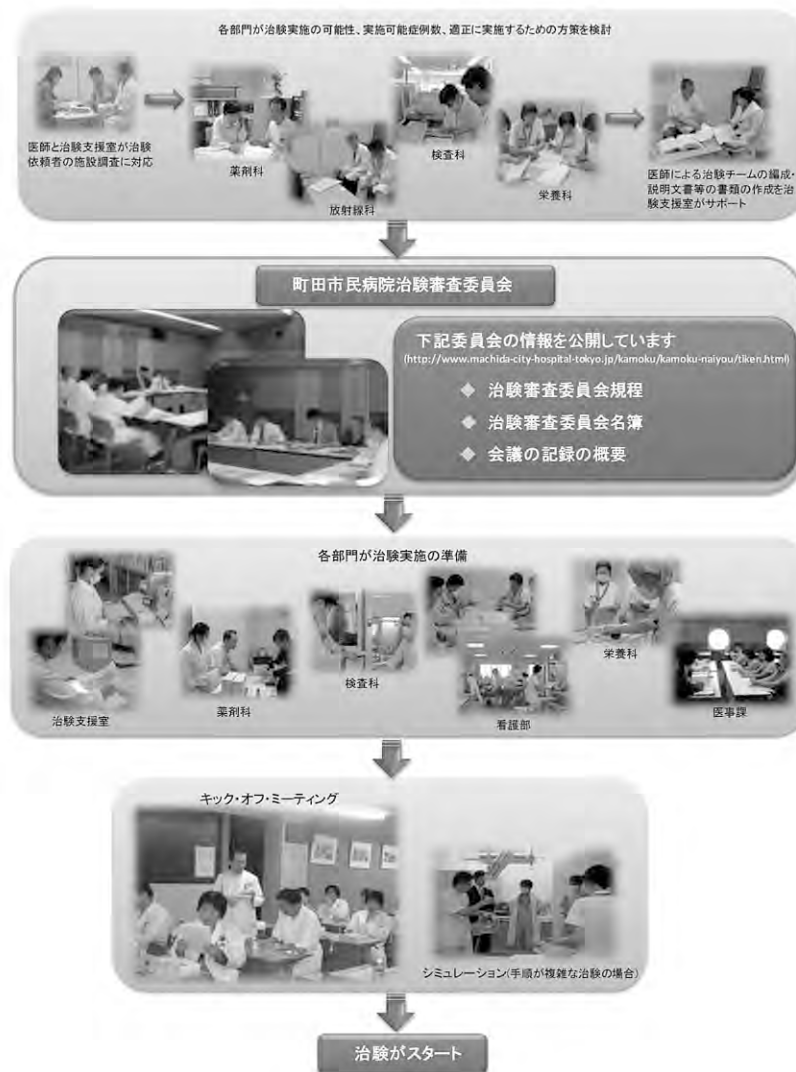 各部門が治験実施の可能性、実施可能症例数、適正に実施するための方策を検討
医師と治験支援室が治験
依頼者の施設調査に対応
薬剤科
放射線科
検査科
栄養科
医師による治験チームの編成・
説明文書等の書類の作成を治
験支援室がサポート
町田市民病院治験審査委員会
下記委員会の情報を公開しています
(http://www.machida-city-hospital-tokyo.jp/kamoku/kamoku-naiyou/tiken.html)
◆ 治験審査委員会規程
◆ 治験審査委員会名簿
◆ 会議の記録の概要
各部門が治験実施の準備
治験支援室
薬剤科
検査科
看護部
栄養科
医事課
キック・オフ・ミーティング
シミュレーション(手順が複雑な治験の場合)
治験がスタート